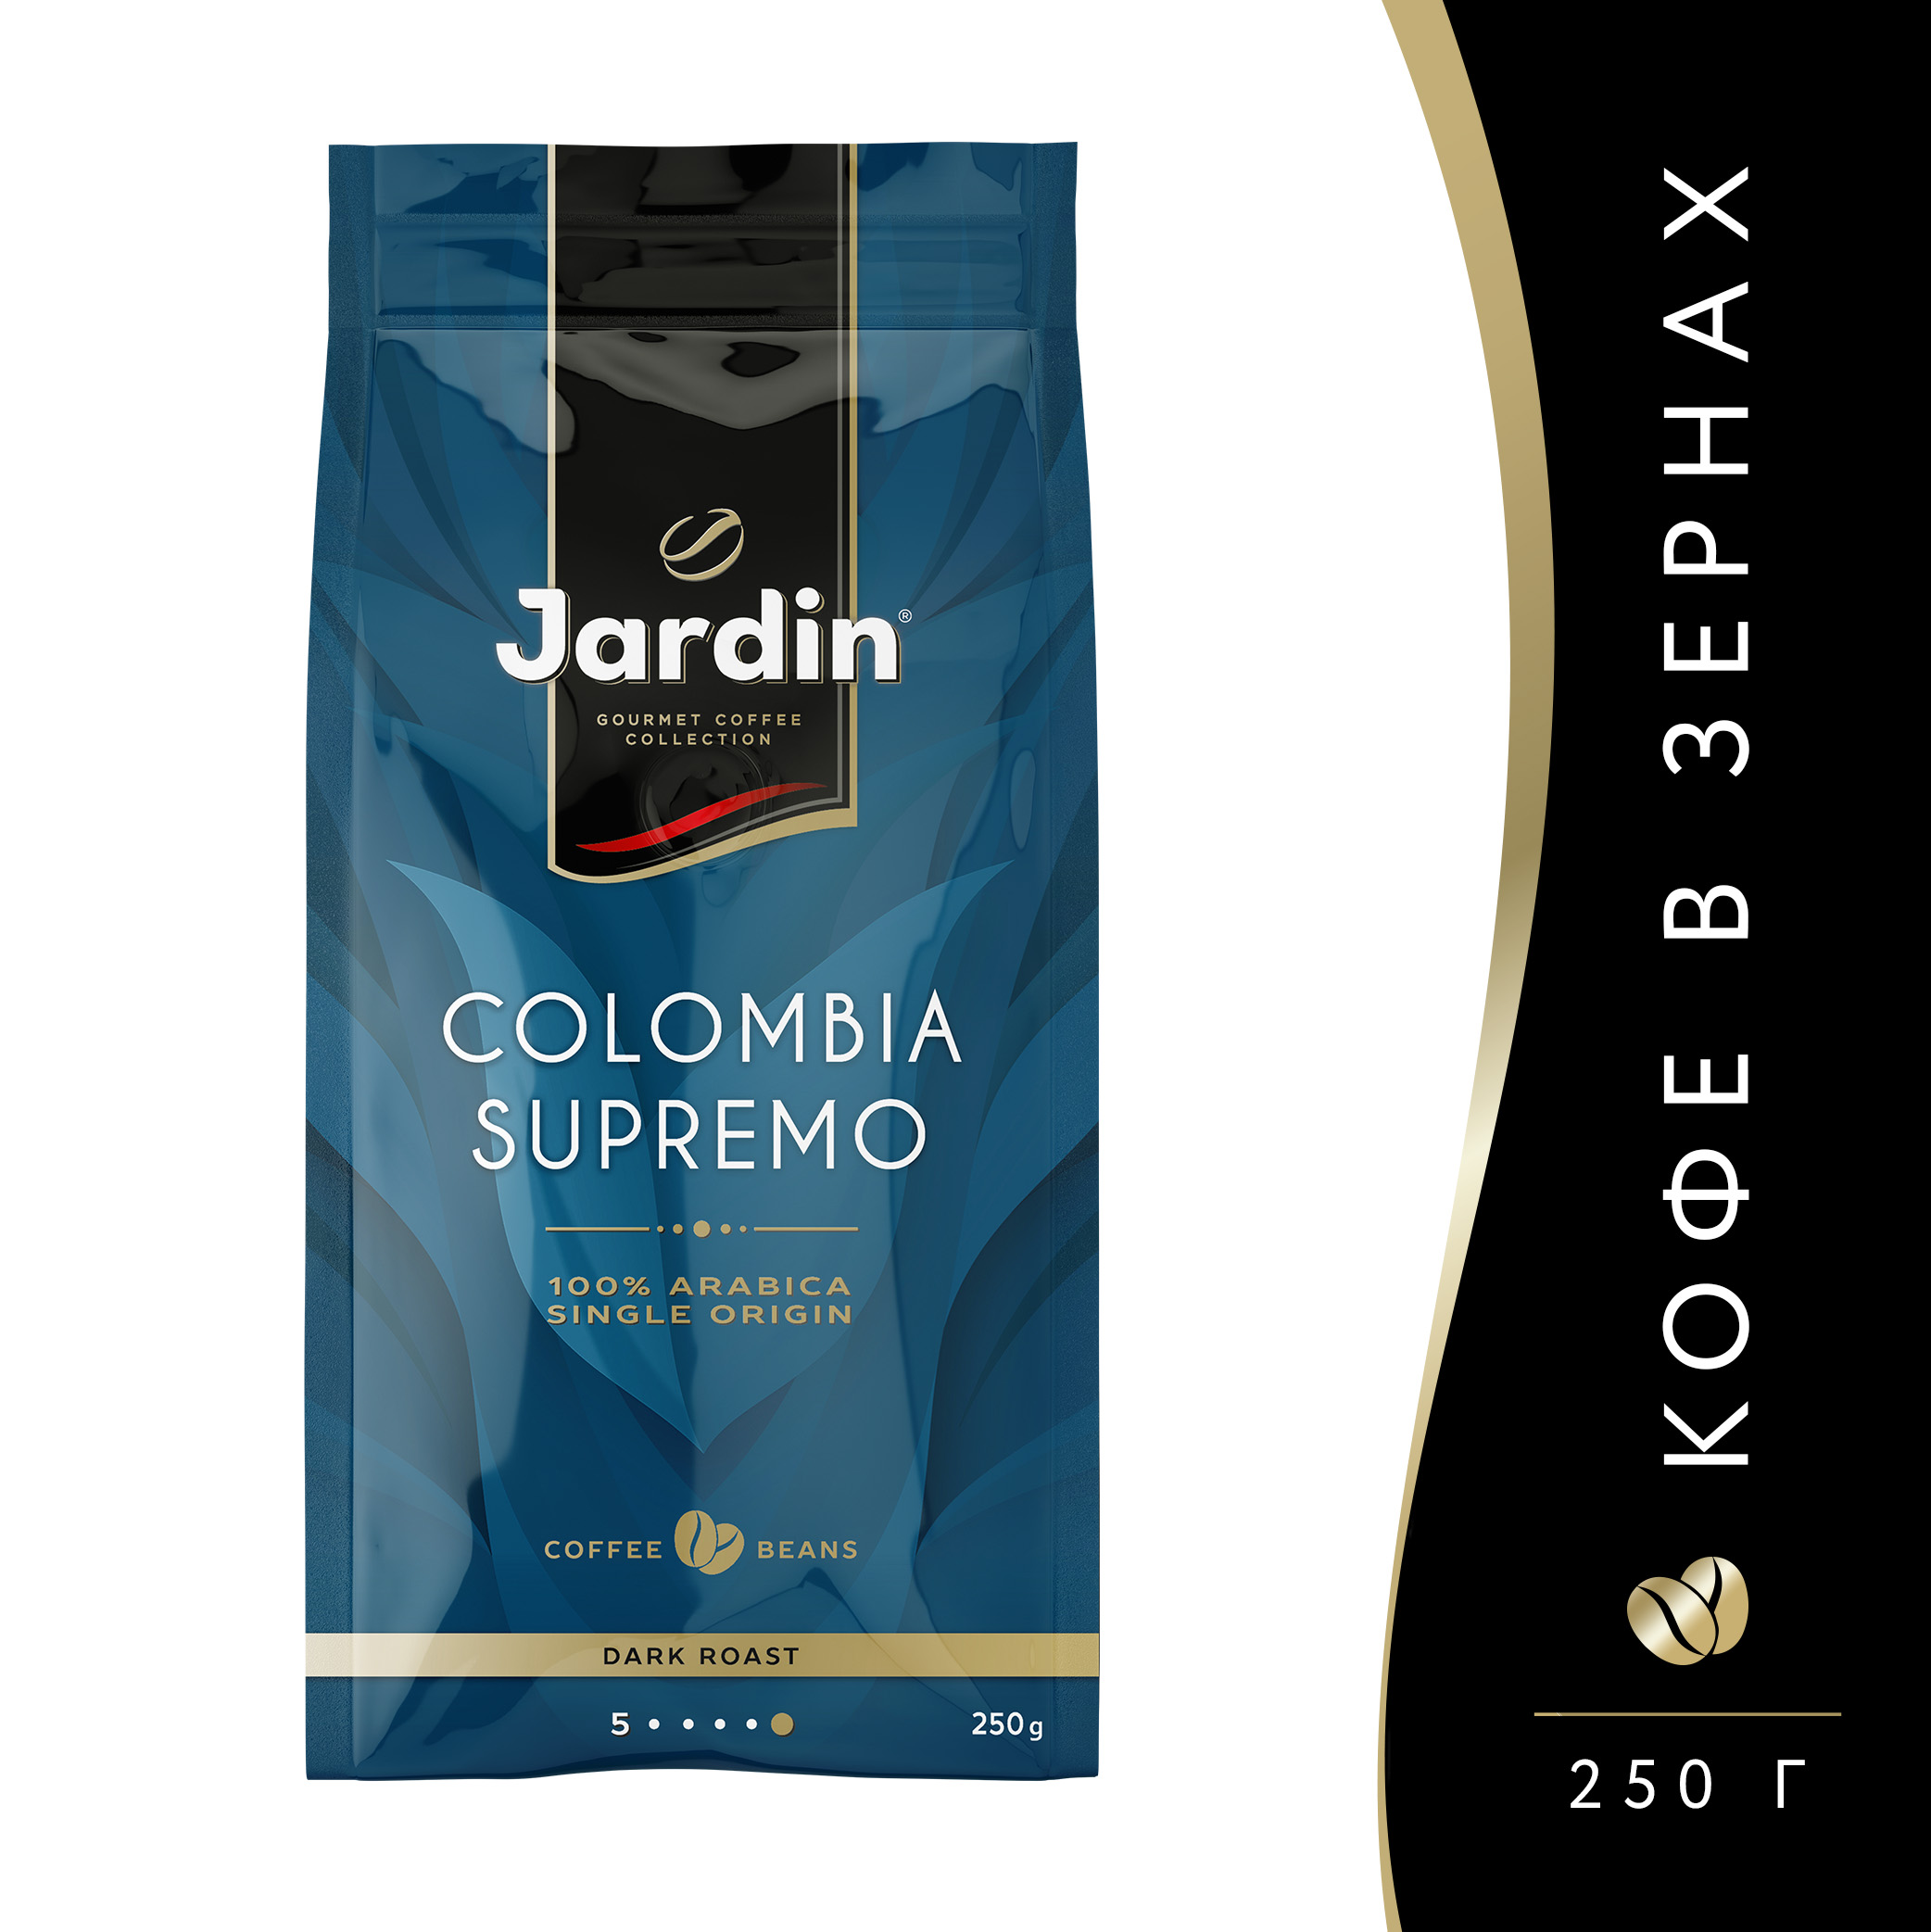 Jardin®
GOURMET COFFEE
COLLECTION
COLOMBIA
SUPREMO
100% ARABICA
SINGLE ORIGIN
COFFEE BEANS
DARK ROAST
5
250g
КОФЕ В ЗЕРНАХ
250 Г